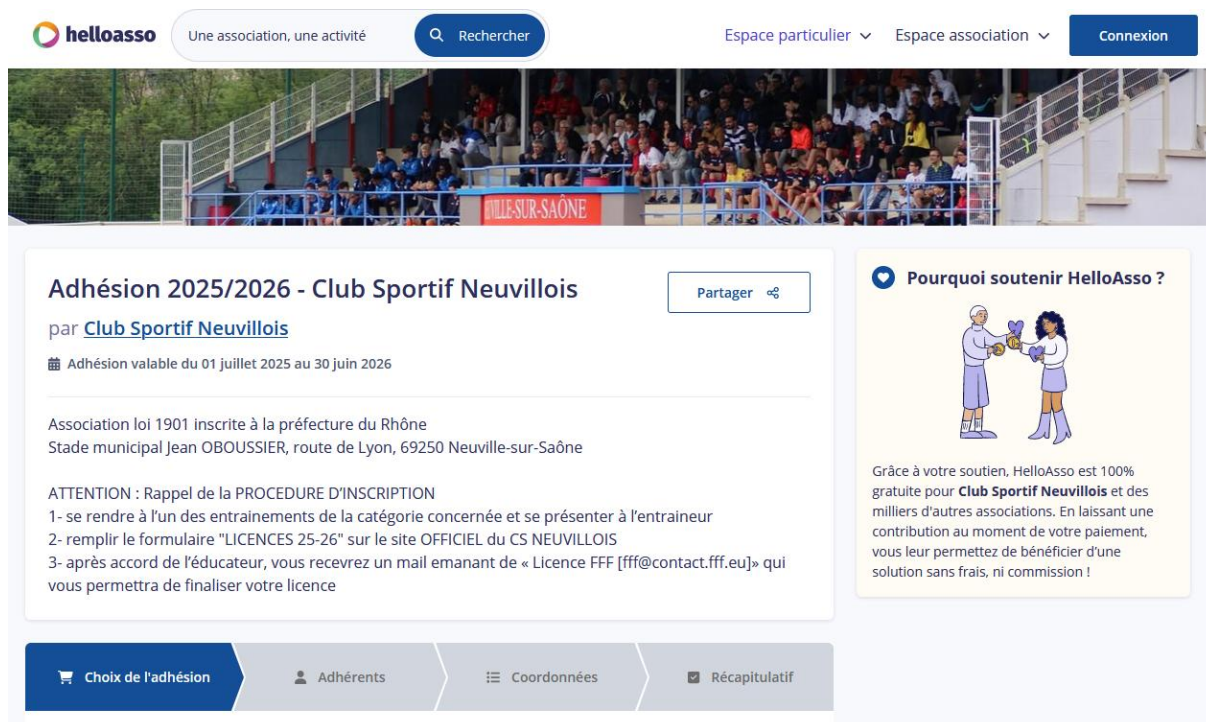 helloasso
Une association, une activité
Rechercher
Espace particulier
Espace association
Connexion
VILLE-SUR-SAÔNE
Adhésion 2025/2026 - Club Sportif Neuvillois
Partager
par Club Sportif Neuvillois
Adhésion valable du 01 juillet 2025 au 30 juin 2026
Association loi 1901 inscrite à la préfecture du Rhône
Stade municipal Jean OBOUSSIER, route de Lyon, 69250 Neuville-sur-Saône
ATTENTION : Rappel de la PROCEDURE D'INSCRIPTION
1- se rendre à l'un des entrainements de la catégorie concernée et se présenter à l'entraineur
2- remplir le formulaire "LICENCES 25-26" sur le site OFFICIEL du CS NEUVILLOIS
3- après accord de l'éducateur, vous recevrez un mail emanant de « Licence FFF [fff@contact.fff.eu]» qui
vous permettra de finaliser votre licence
Pourquoi soutenir HelloAsso ?
Grâce à votre soutien, HelloAsso est 100%
gratuite pour Club Sportif Neuvillois et des
milliers d'autres associations. En laissant une
contribution au moment de votre paiement,
vous leur permettez de bénéficier d'une
solution sans frais, ni commission !
Choix de l'adhésion
Adhérents
Coordonnées
Récapitulatif